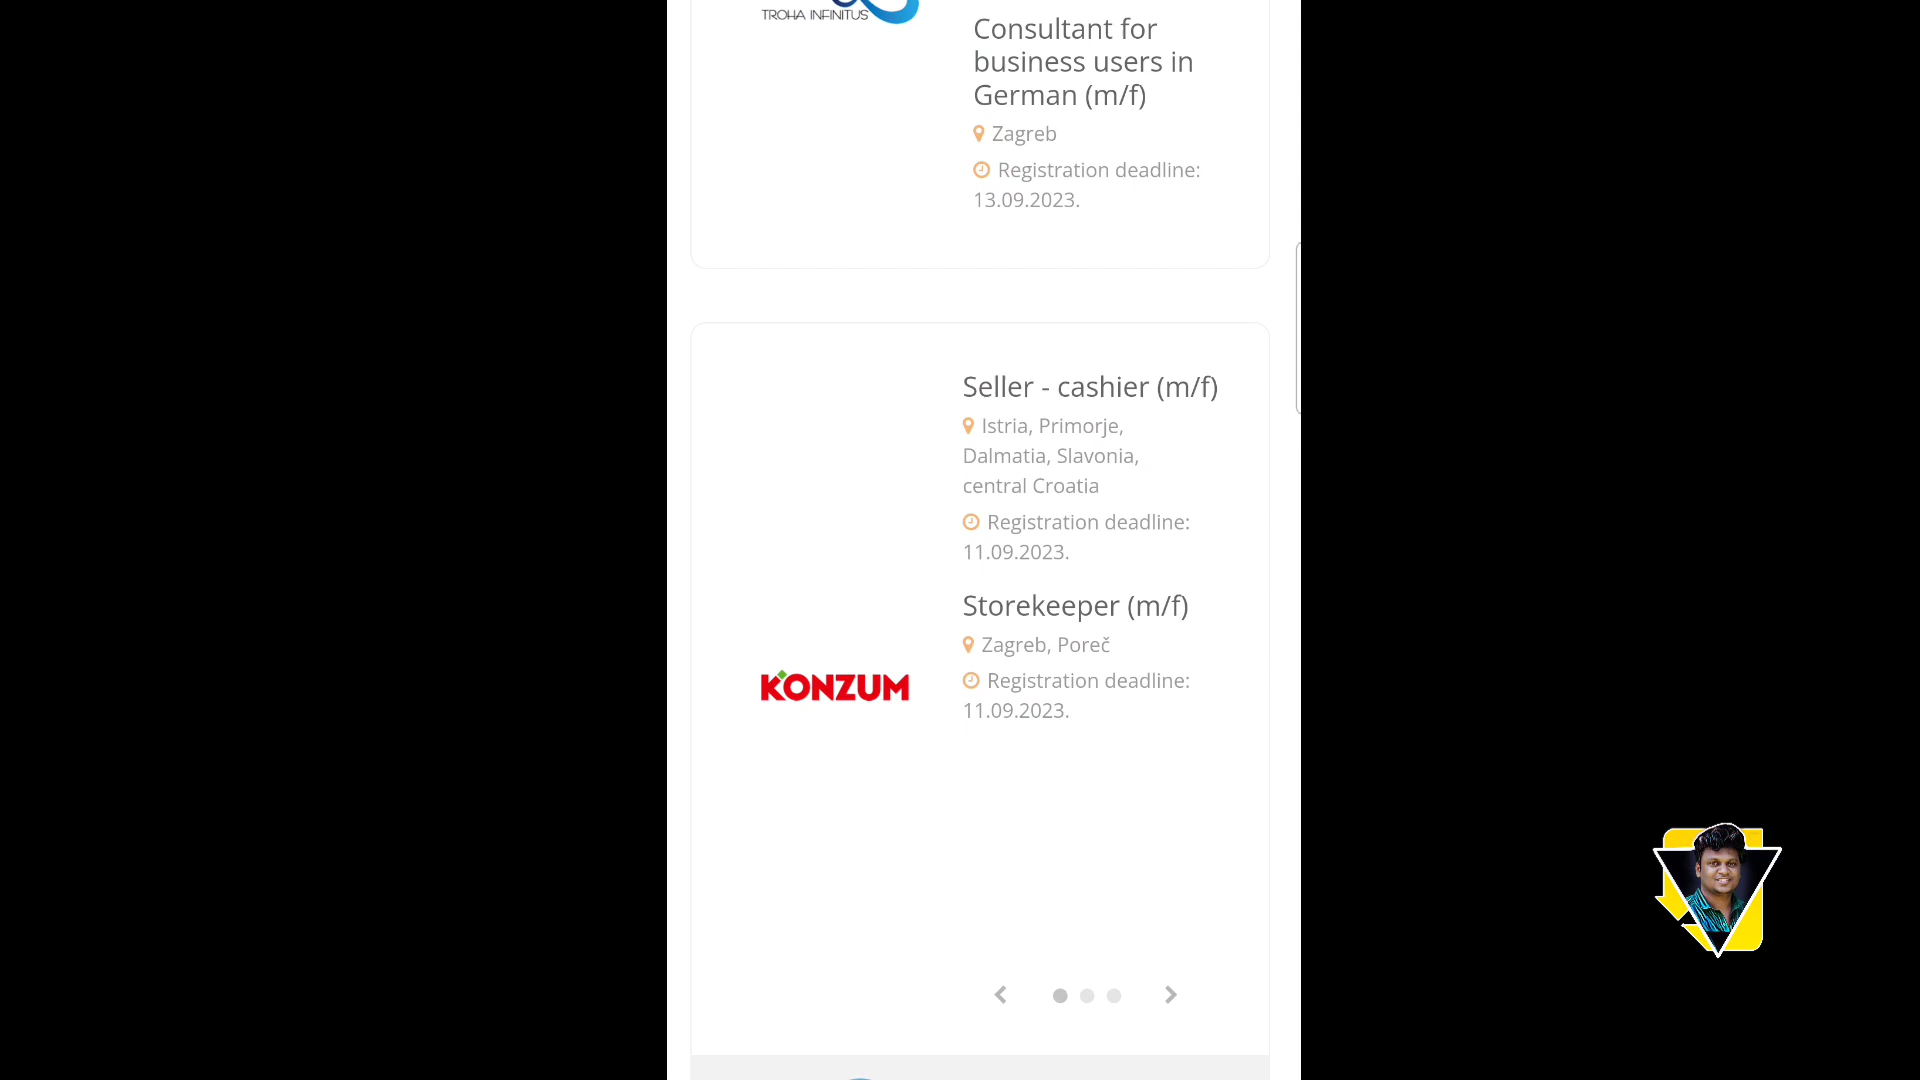 TROHA INFINITUS
Consultant for
business users in
German (m/f)
Zagreb
Registration deadline:
13.09.2023.
Seller - cashier (m/f)
Istria, Primorje,
Dalmatia, Slavonia,
central Croatia
Registration deadline:
11.09.2023.
Storekeeper (m/f)
Zagreb, Poreč
Registration deadline:
11.09.2023.
KONZUM